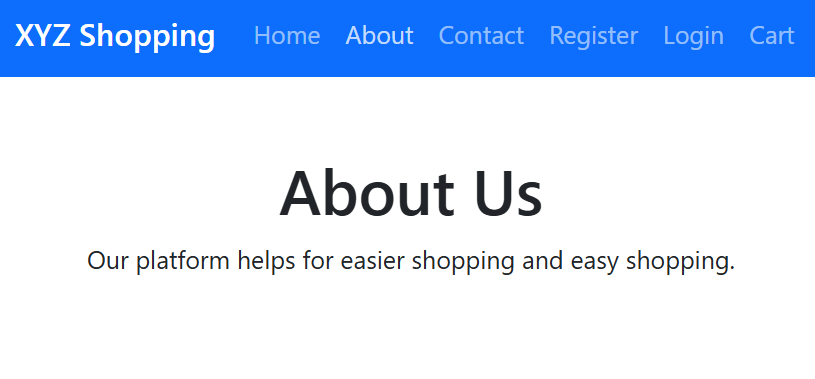 XYZ Shopping Home About Contact Register Login Cart
About Us
Our platform helps for easier shopping and easy shopping.